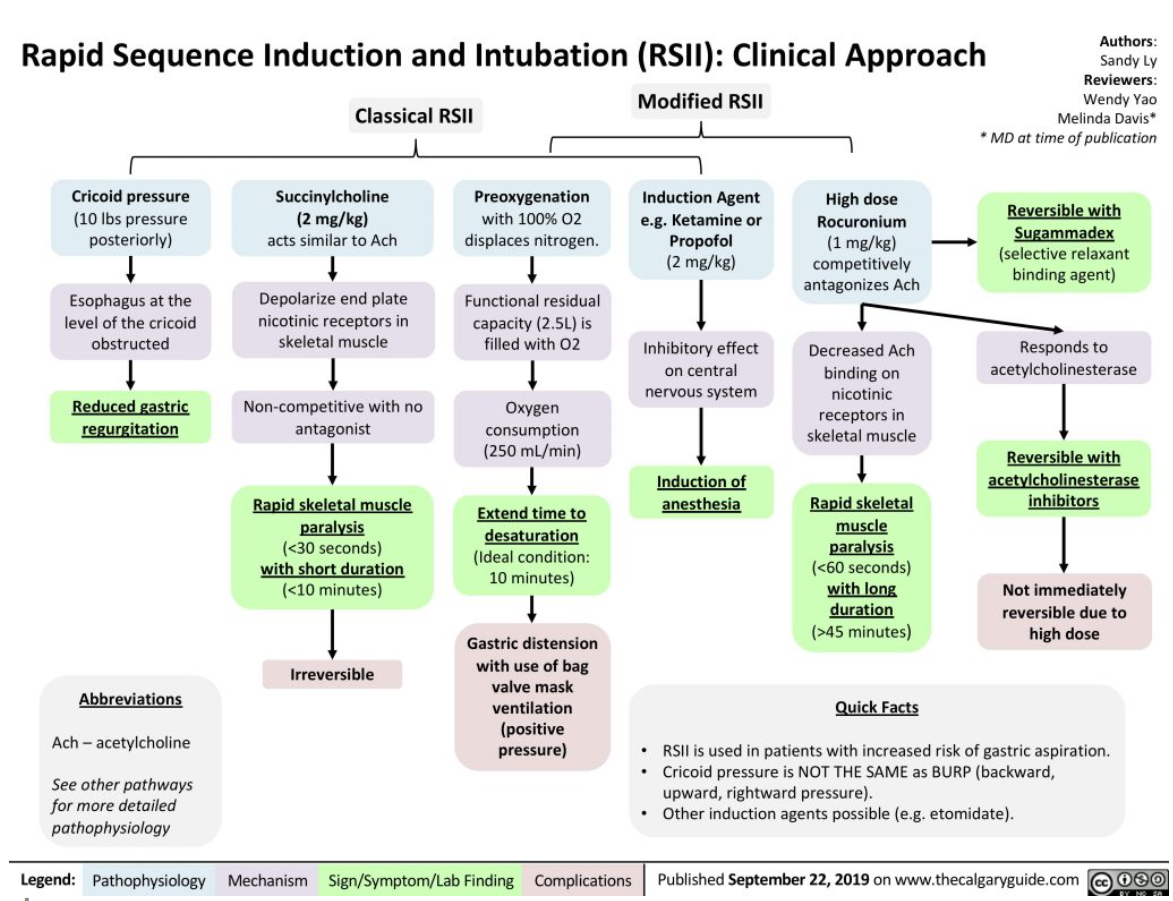 Rapid Sequence Induction and Intubation (RSII): Clinical Approach
Authors:
Sandy Ly
Reviewers:
Wendy Yao
Melinda Davis*
* MD at time of publication
Classical RSII
Modified RSII
Cricoid pressure
(10 lbs pressure
posteriorly)
Esophagus at the
level of the cricoid
obstructed
Reduced gastric
regurgitation
Succinylcholine
(2 mg/kg)
acts similar to Ach
Depolarize end plate
nicotinic receptors in
skeletal muscle
Non-competitive with no
antagonist
Rapid skeletal muscle
paralysis
(<30 seconds)
with short duration
(<10 minutes)
Irreversible
Preoxygenation
with 100% O2
displaces nitrogen.
Functional residual
capacity (2.5L) is
filled with O2
Oxygen
consumption
(250 mL/min)
Extend time to
desaturation
(Ideal condition:
10 minutes)
Gastric distension
with use of bag
valve mask
ventilation
(positive
pressure)
Induction Agent
e.g. Ketamine or
Propofol
(2 mg/kg)
Inhibitory effect
on central
nervous system
Induction of
anesthesia
High dose
Rocuronium
(1 mg/kg)
competitively
antagonizes Ach
Decreased Ach
binding on
nicotinic
receptors in
skeletal muscle
Rapid skeletal
muscle
paralysis
(<60 seconds)
with long
duration
(>45 minutes)
Reversible with
Sugammadex
(selective relaxant
binding agent)
Responds to
acetylcholinesterase
Reversible with
acetylcholinesterase
inhibitors
Not immediately
reversible due to
high dose
Abbreviations
Ach – acetylcholine
See other pathways
for more detailed
pathophysiology
Quick Facts
• RSII is used in patients with increased risk of gastric aspiration.
• Cricoid pressure is NOT THE SAME as BURP (backward,
upward, rightward pressure).
• Other induction agents possible (e.g. etomidate).
Legend: Pathophysiology Mechanism Sign/Symptom/Lab Finding Complications Published September 22, 2019 on www.thecalgaryguide.com
cc
BY NC SA